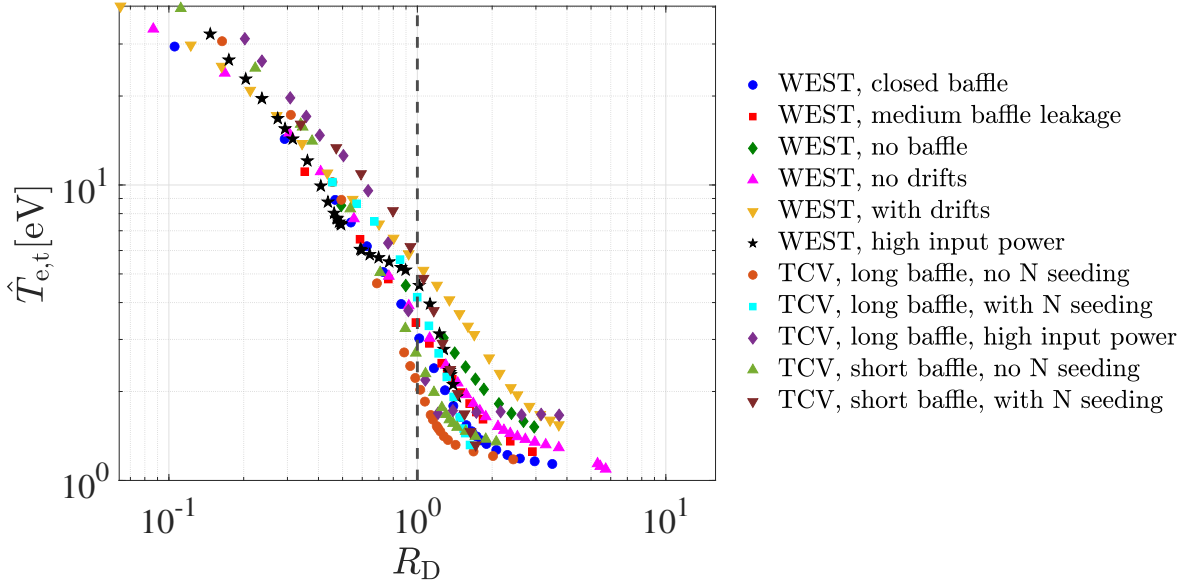 10^1
10^0
T̂_e,t [eV]
10^-1
10^0
10^1
R_D
WEST, closed baffle
WEST, medium baffle leakage
WEST, no baffle
WEST, no drifts
WEST, with drifts
WEST, high input power
TCV, long baffle, no N seeding
TCV, long baffle, with N seeding
TCV, long baffle, high input power
TCV, short baffle, no N seeding
TCV, short baffle, with N seeding